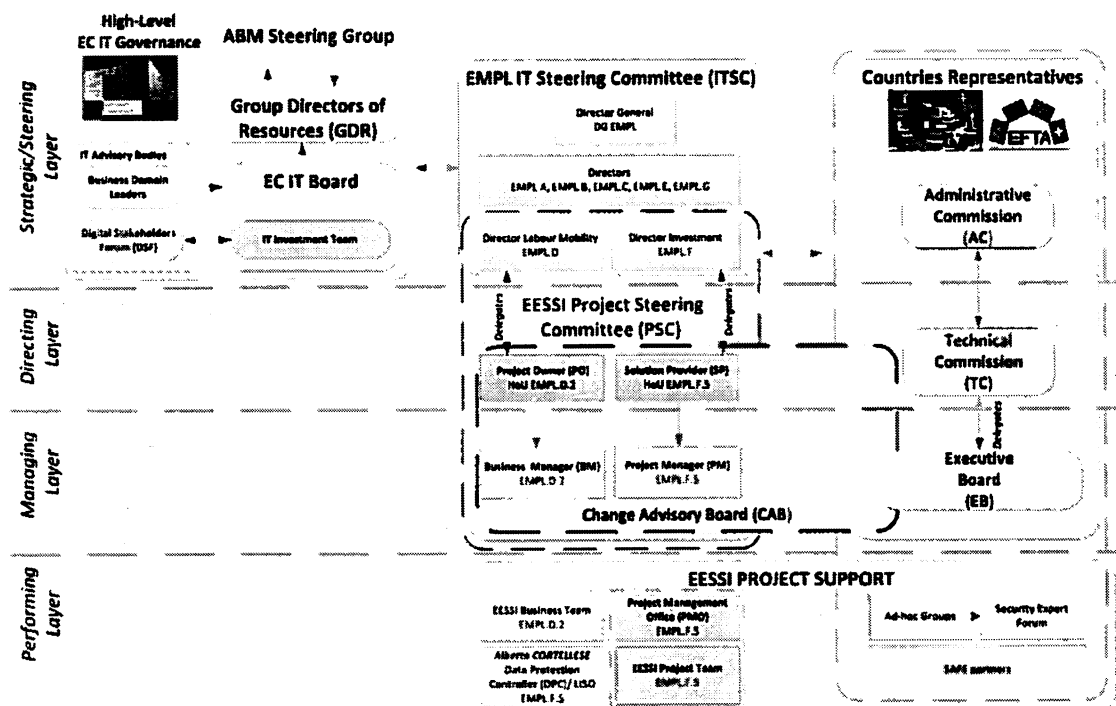 High-Level
EC IT Governance
ABM Steering Group
Strategic/Steering
Layer
Group Directors of
Resources (GDR)
IT Advisory Bodies
Business Domain
Leaders
EC IT Board
Digital Stakeholders
Forum (DSF)
IT Investment Team
EMPL IT Steering Committee (ITSC)
Director General
DG EMPL
Directors
EMPL A, EMPL B, EMPL C, EMPL E, EMPL G
Director Labour Mobility
EMPL.D
Director Investment
EMPL.F
Countries Representatives
EFTA
Administrative
Commission
(AC)
Directing
Layer
Delegates
EESSI Project Steering
Committee (PSC)
Delegates
Project Owner (PO)
HoU EMPL.D.2
Solution Provider (SP)
HoU EMPL.F.5
Technical
Commission
(TC)
Delegates
Managing
Layer
Business Manager (BM)
EMPL.D.2
Project Manager (PM)
EMPL.F.5
Change Advisory Board (CAB)
Executive
Board
(EB)
Performing
Layer
EESSI PROJECT SUPPORT
EESSI Business Team
EMPL.D.2
Project Management
Office (PMO)
EMPL.F.5
Alberto CORTELLESE
Data Protection
Controller (DPC)/ LISO
EMPL.F.5
EESSI Project Team
EMPL.F.5
Ad-hoc Groups
Security Expert
Forum
SAFE partners